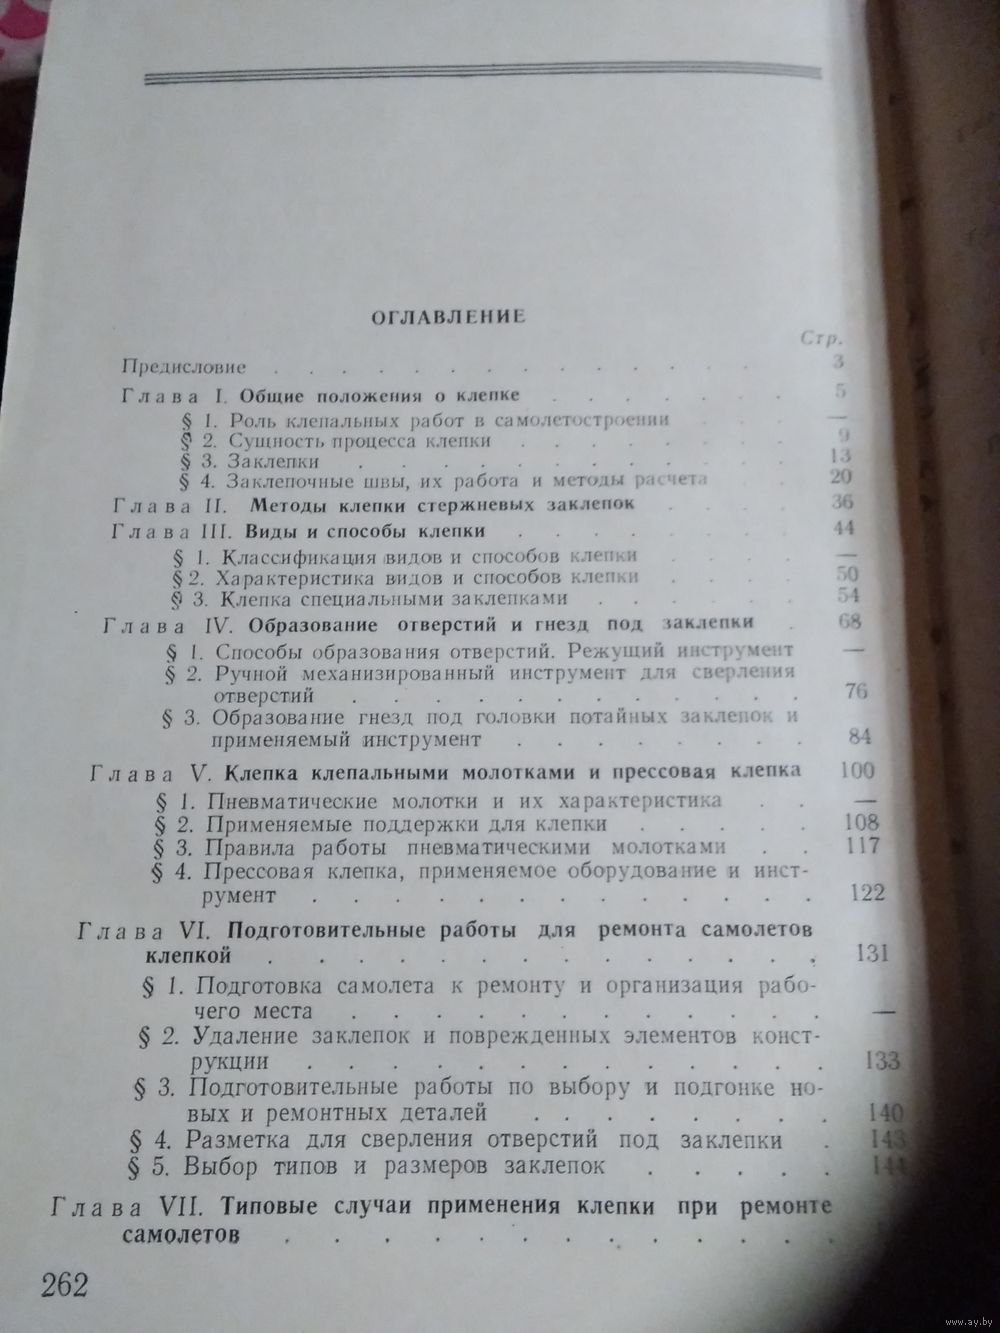 ОГЛАВЛЕНИЕ
Стр.
Предисловие . . . . . . . . . . . . 3
Глава I. Общие положения о клепке . . . . . . . 5
§ 1. Роль клепальных работ в самолетостроении . . . —
§ 2. Сущность процесса клепки . . . . . . . 9
§ 3. Заклепки . . . . . . . . . . . 13
§ 4. Заклепочные швы, их работа и методы расчета . . 20
Глава II. Методы клепки стержневых заклепок . . . . 36
Глава III. Виды и способы клепки . . . . . . . . 44
§ 1. Классификация видов и способов клепки . . . . —
§ 2. Характеристика видов и способов клепки . . . . 50
§ 3. Клепка специальными заклепками . . . . . . 54
Глава IV. Образование отверстий и гнезд под заклепки . 68
§ 1. Способы образования отверстий. Режущий инструмент —
§ 2. Ручной механизированный инструмент для сверления
отверстий . . . . . . . . . . . 76
§ 3. Образование гнезд под головки потайных заклепок и
применяемый инструмент . . . . . . . . 84
Глава V. Клепка клепальными молотками и прессовая клепка 100
§ 1. Пневматические молотки и их характеристика . . —
§ 2. Применяемые поддержки для клепки . . . . . 108
§ 3. Правила работы пневматическими молотками . . 117
§ 4. Прессовая клепка, применяемое оборудование и инст-
румент . . . . . . . . . . . . . 122
Глава VI. Подготовительные работы для ремонта самолетов
клепкой . . . . . . . . . . . . 131
§ 1. Подготовка самолета к ремонту и организация рабо-
чего места . . . . . . . . . . . —
§ 2. Удаление заклепок и поврежденных элементов конст-
рукции . . . . . . . . . . . . 133
§ 3. Подготовительные работы по выбору и подгонке но-
вых и ремонтных деталей . . . . . . . 140
§ 4. Разметка для сверления отверстий под заклепки . 143
§ 5. Выбор типов и размеров заклепок . . . . . 144
Глава VII. Типовые случаи применения клепки при ремонте
самолетов . . . . . . . . . . . .
262
www.ay.by